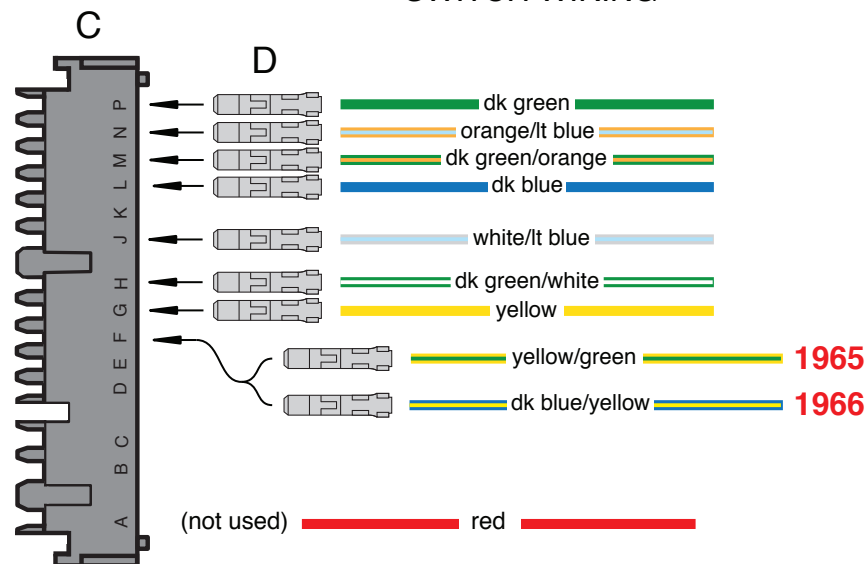 C
D
P
dk green
N
orange/lt blue
M
dk green/orange
L
dk blue
K
J
white/lt blue
H
dk green/white
G
yellow
F
E
yellow/green 1965
D
dk blue/yellow 1966
C
B
A
(not used) red